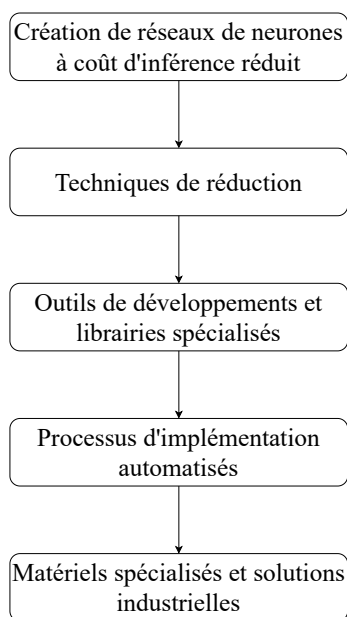 Création de réseaux de neurones
à coût d'inférence réduit
Techniques de réduction
Outils de développements et
librairies spécialisés
Processus d'implémentation
automatisés
Matériels spécialisés et solutions
industrielles